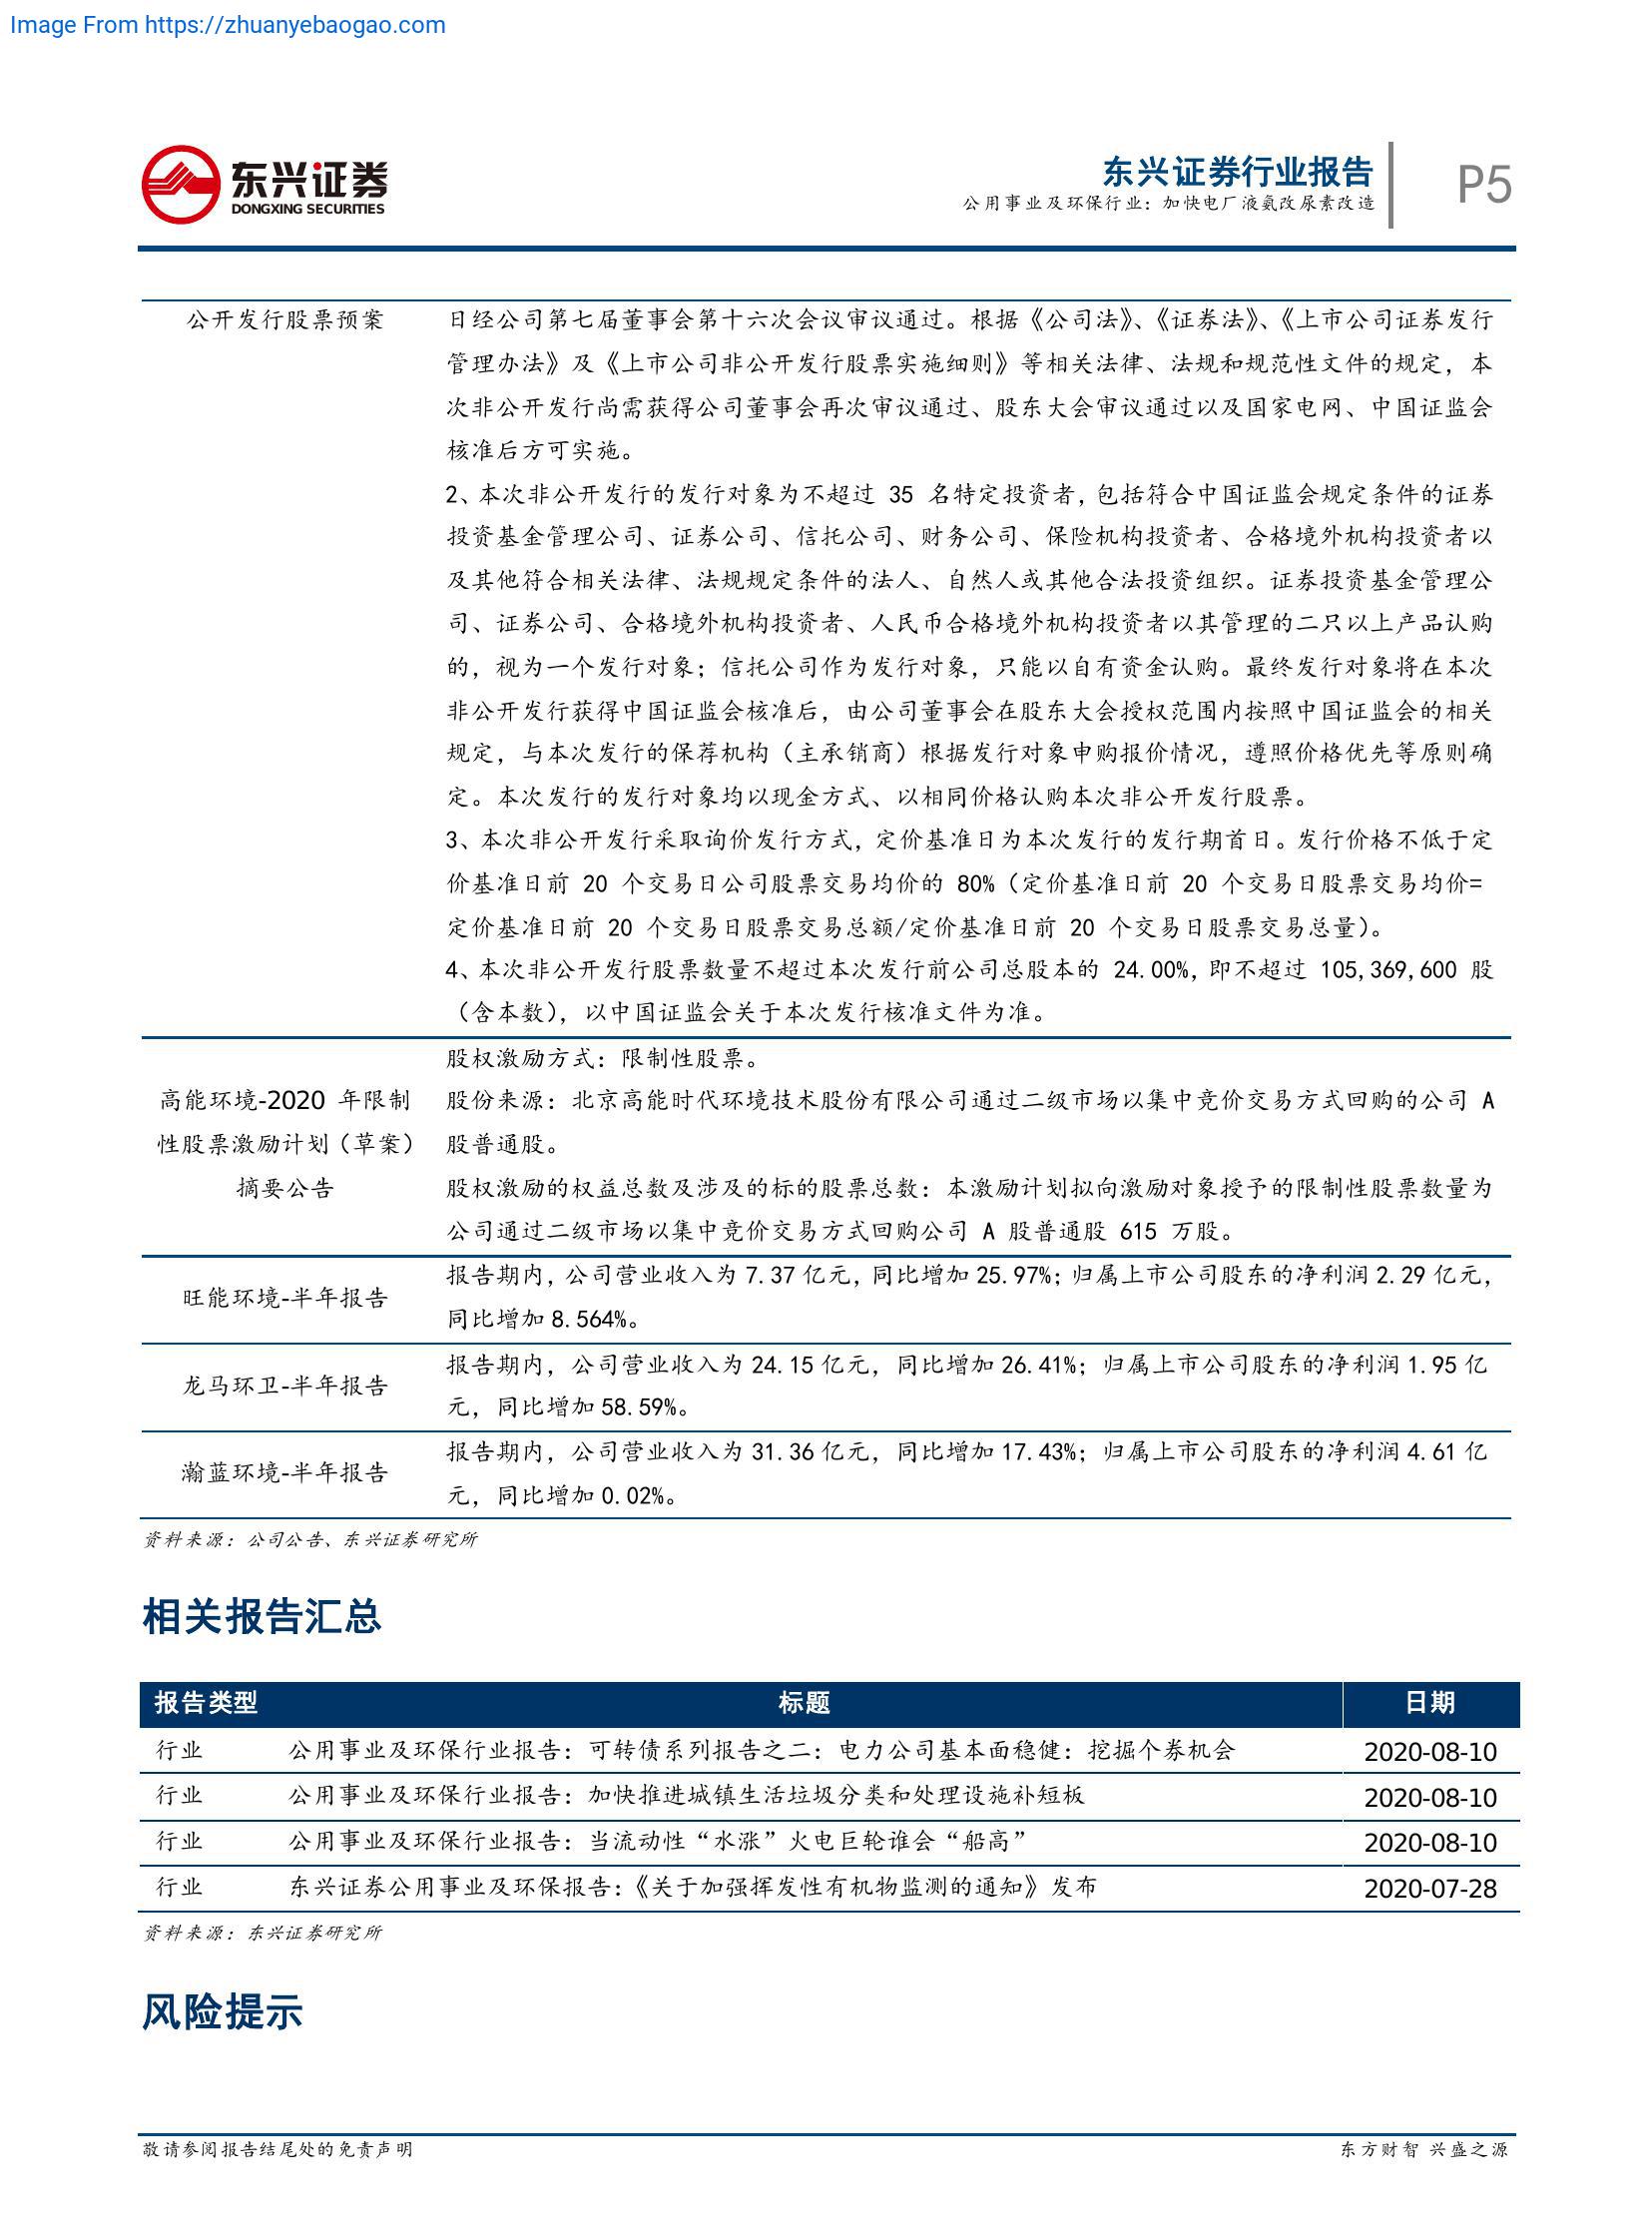 Image From https://zhuanyebaogao.com
东兴证券
DONGXING SECURITIES
东兴证券行业报告
公用事业及环保行业：加快电厂液氨改尿素改造
P5
公开发行股票预案
日经公司第七届董事会第十六次会议审议通过。根据《公司法》、《证券法》、《上市公司证券发行
管理办法》及《上市公司非公开发行股票实施细则》等相关法律、法规和规范性文件的规定，本
次非公开发行尚需获得公司董事会再次审议通过、股东大会审议通过以及国家电网、中国证监会
核准后方可实施。
2、本次非公开发行的发行对象为不超过 35 名特定投资者，包括符合中国证监会规定条件的证券
投资基金管理公司、证券公司、信托公司、财务公司、保险机构投资者、合格境外机构投资者以
及其他符合相关法律、法规规定条件的法人、自然人或其他合法投资组织。证券投资基金管理公
司、证券公司、合格境外机构投资者、人民币合格境外机构投资者以其管理的二只以上产品认购
的，视为一个发行对象；信托公司作为发行对象，只能以自有资金认购。最终发行对象将在本次
非公开发行获得中国证监会核准后，由公司董事会在股东大会授权范围内按照中国证监会的相关
规定，与本次发行的保荐机构（主承销商）根据发行对象申购报价情况，遵照价格优先等原则确
定。本次发行的发行对象均以现金方式、以相同价格认购本次非公开发行股票。
3、本次非公开发行采取询价发行方式，定价基准日为本次发行的发行期首日。发行价格不低于定
价基准日前 20 个交易日公司股票交易均价的 80%（定价基准日前 20 个交易日股票交易均价=
定价基准日前 20 个交易日股票交易总额/定价基准日前 20 个交易日股票交易总量）。
4、本次非公开发行股票数量不超过本次发行前公司总股本的 24.00%，即不超过 105,369,600 股
（含本数），以中国证监会关于本次发行核准文件为准。
高能环境-2020 年限制
性股票激励计划（草案）
摘要公告
股权激励方式：限制性股票。
股份来源：北京高能时代环境技术股份有限公司通过二级市场以集中竞价交易方式回购的公司 A
股普通股。
股权激励的权益总数及涉及的标的股票总数：本激励计划拟向激励对象授予的限制性股票数量为
公司通过二级市场以集中竞价交易方式回购公司 A 股普通股 615 万股。
旺能环境-半年报告
报告期内，公司营业收入为 7.37 亿元，同比增加 25.97%；归属上市公司股东的净利润 2.29 亿元，
同比增加 8.564%。
龙马环卫-半年报告
报告期内，公司营业收入为 24.15 亿元，同比增加 26.41%；归属上市公司股东的净利润 1.95 亿
元，同比增加 58.59%。
瀚蓝环境-半年报告
报告期内，公司营业收入为 31.36 亿元，同比增加 17.43%；归属上市公司股东的净利润 4.61 亿
元，同比增加 0.02%。
资料来源：公司公告、东兴证券研究所
相关报告汇总
报告类型 标题 日期
行业 公用事业及环保行业报告：可转债系列报告之二：电力公司基本面稳健：挖掘个券机会 2020-08-10
行业 公用事业及环保行业报告：加快推进城镇生活垃圾分类和处理设施补短板 2020-08-10
行业 公用事业及环保行业报告：当流动性“水涨”火电巨轮谁会“船高” 2020-08-10
行业 东兴证券公用事业及环保报告：《关于加强挥发性有机物监测的通知》发布 2020-07-28
资料来源：东兴证券研究所
风险提示
敬请参阅报告结尾处的免责声明
东方财智 兴盛之源